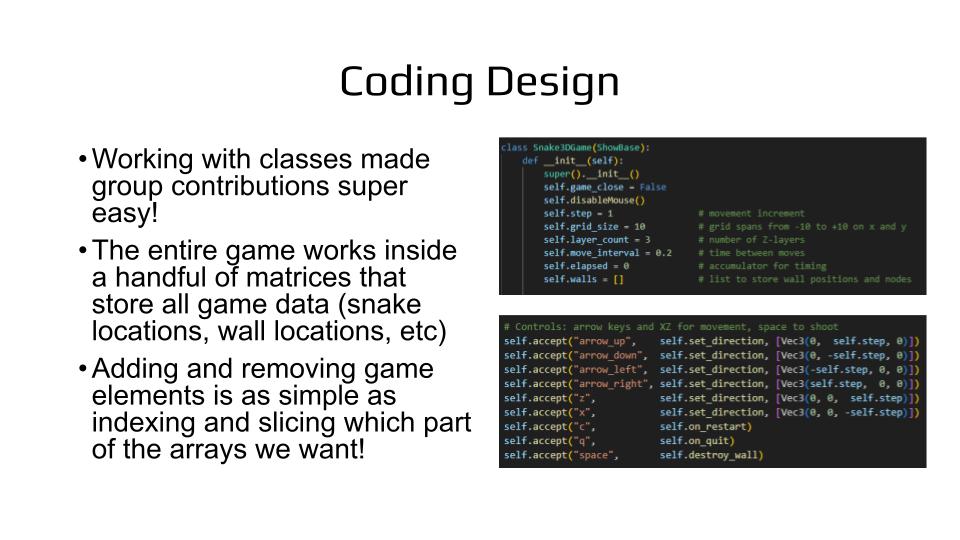 Coding Design
•Working with classes made
group contributions super
easy!
•The entire game works inside
a handful of matrices that
store all game data (snake
locations, wall locations, etc)
•Adding and removing game
elements is as simple as
indexing and slicing which part
of the arrays we want!
class Snake3DGame(ShowBase):
def __init__(self):
super().__init__()
self.game_close = False
self.disableMouse()
self.step = 1 # movement increment
self.grid_size = 10 # grid spans from -10 to +10 on x and y
self.layer_count = 3 # number of Z-layers
self.move_interval = 0.2 # time between moves
self.elapsed = 0 # accumulator for timing
self.walls = [] # list to store wall positions and nodes
# Controls: arrow keys and XZ for movement, space to shoot
self.accept("arrow_up", self.set_direction, [Vec3(0, self.step, 0)])
self.accept("arrow_down", self.set_direction, [Vec3(0, -self.step, 0)])
self.accept("arrow_left", self.set_direction, [Vec3(-self.step, 0, 0)])
self.accept("arrow_right", self.set_direction, [Vec3(self.step, 0, 0)])
self.accept("z", self.set_direction, [Vec3(0, 0, self.step)])
self.accept("x", self.set_direction, [Vec3(0, 0, -self.step)])
self.accept("c", self.on_restart)
self.accept("q", self.on_quit)
self.accept("space", self.destroy_wall)